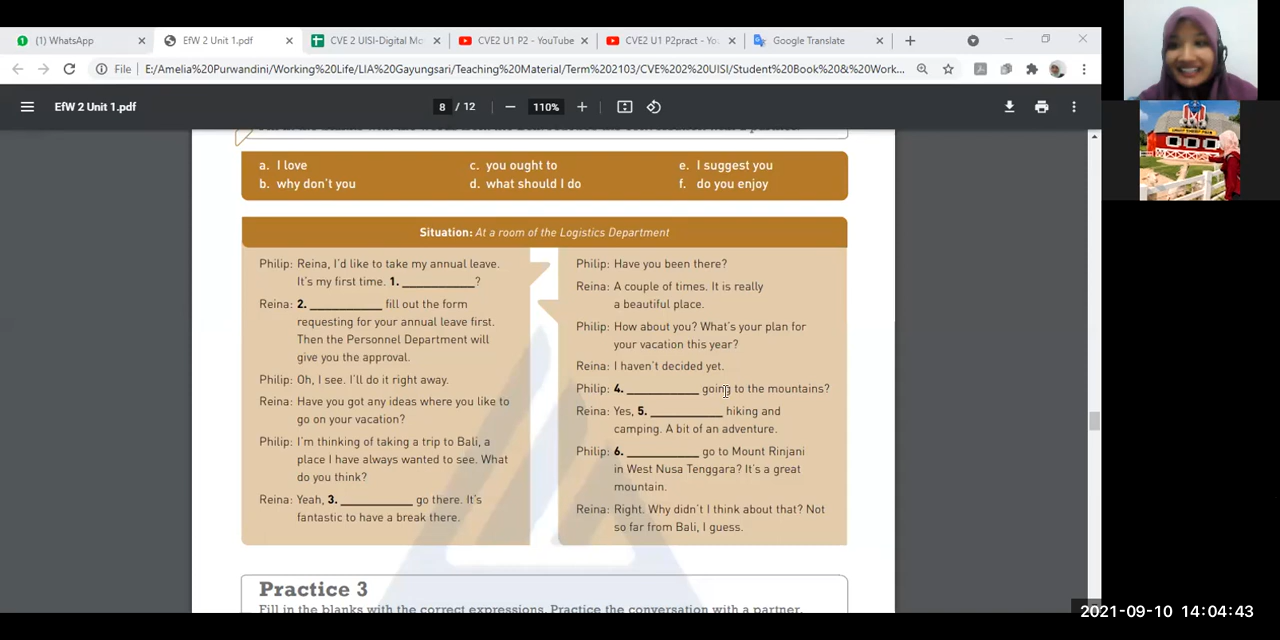 (1) WhatsApp
EfW 2 Unit 1.pdf
CVE 2 UISI-Digital Mo
CVE2 U1 P2 - YouTube
CVE2 U1 P2pract - Yo
Google Translate
File
E:/Amelia%20Purwandini/Working%20Life/LIA%20Gayungsari/Teaching%20Material/Term%202103/CVE%202%20UISI/Student%20Book%20&%20Work...
EfW 2 Unit 1.pdf
8 / 12
110%
a. I love
b. why don't you
c. you ought to
d. what should I do
e. I suggest you
f. do you enjoy
Situation: At a room of the Logistics Department
Philip: Reina, I'd like to take my annual leave.
It's my first time. 1. ____________?
Reina: 2. ____________ fill out the form
requesting for your annual leave first.
Then the Personnel Department will
give you the approval.
Philip: Oh, I see. I'll do it right away.
Reina: Have you got any ideas where you like to
go on your vacation?
Philip: I'm thinking of taking a trip to Bali, a
place I have always wanted to see. What
do you think?
Reina: Yeah, 3. ____________ go there. It's
fantastic to have a break there.
Philip: Have you been there?
Reina: A couple of times. It is really
a beautiful place.
Philip: How about you? What's your plan for
your vacation this year?
Reina: I haven't decided yet.
Philip: 4. ____________ going to the mountains?
Reina: Yes, 5. ____________ hiking and
camping. A bit of an adventure.
Philip: 6. ____________ go to Mount Rinjani
in West Nusa Tenggara? It's a great
mountain.
Reina: Right. Why didn't I think about that? Not
so far from Bali, I guess.
Practice 3
Fill in the blanks with the correct expressions. Practice the conversation with a partner.
2021-09-10 14:04:43